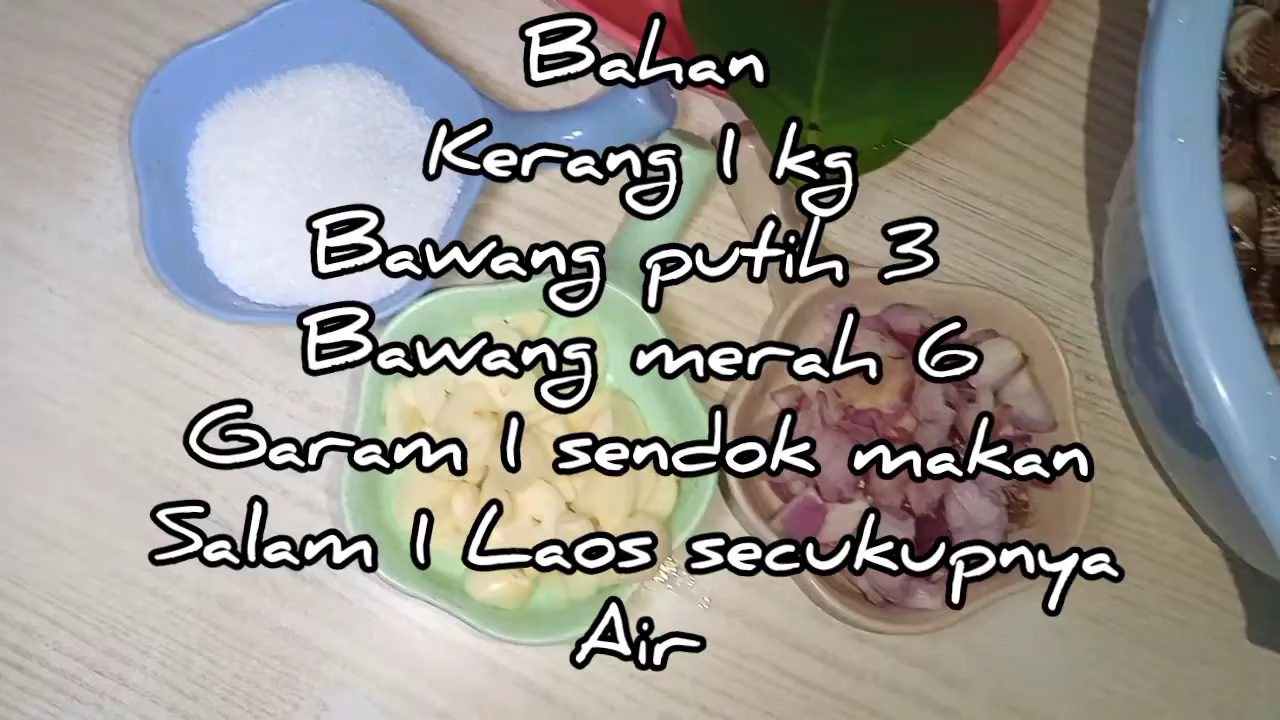 Bahan
Kerang 1 kg
Bawang putih 3
Bawang merah 6
Garam 1 sendok makan
Salam 1 Laos secukupnya
Air